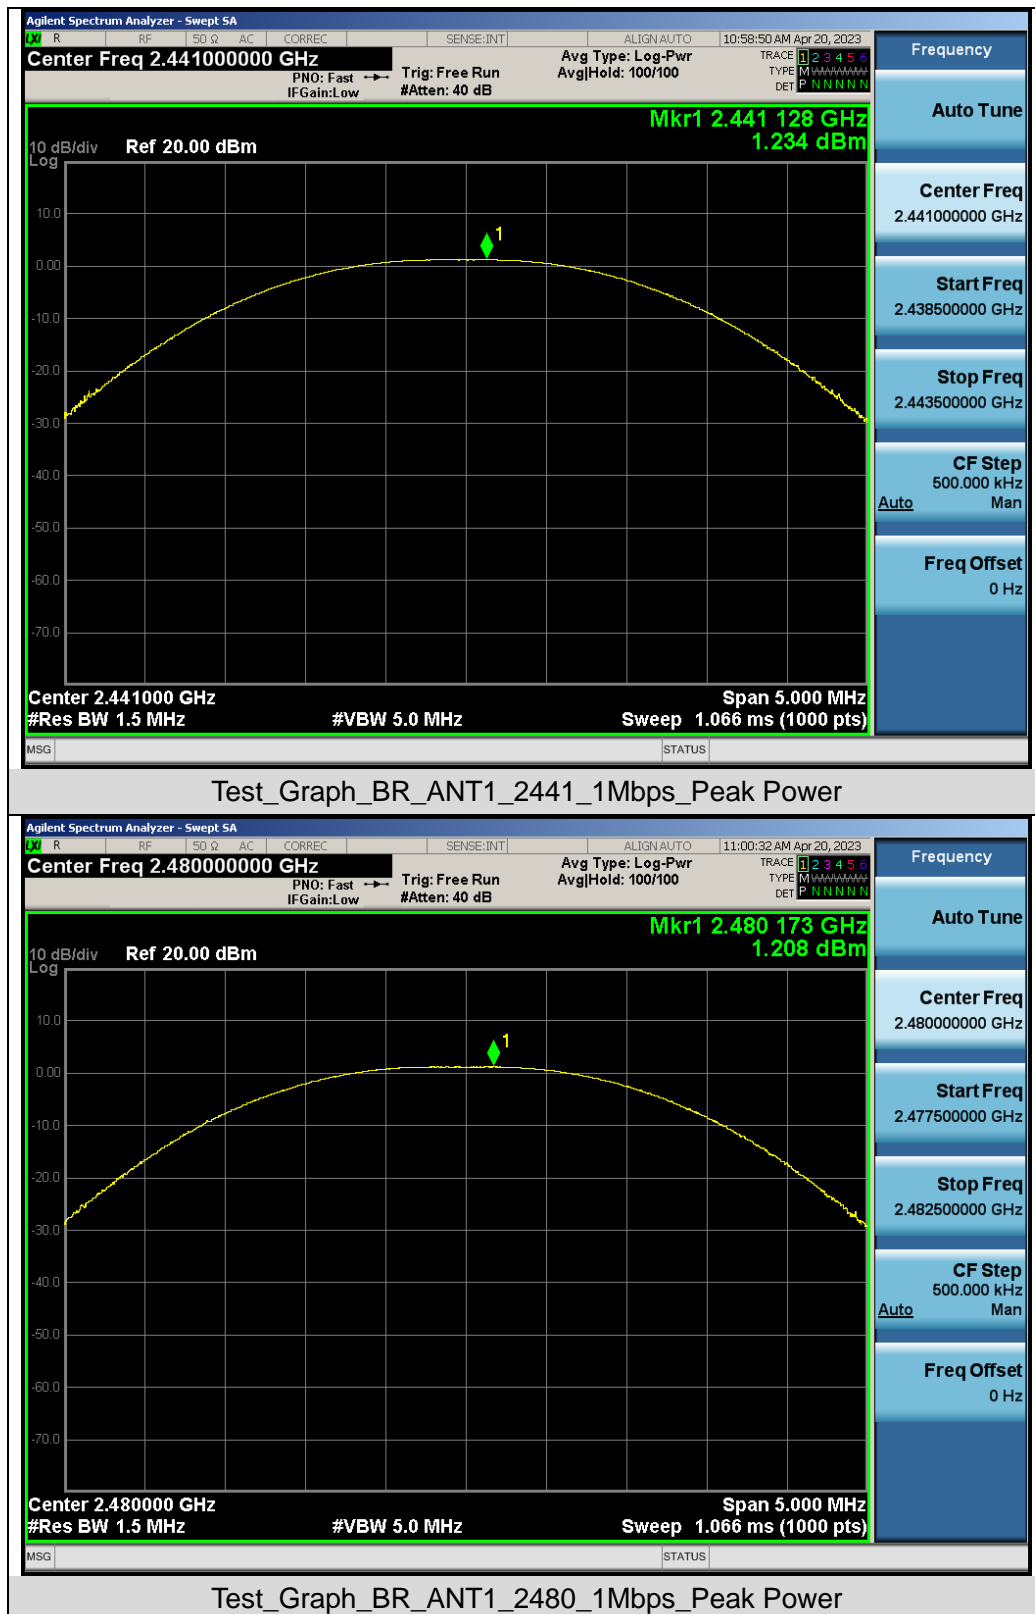 Agilent Spectrum Analyzer - Swept SA
LXI R RF 50 Ω AC CORREC SENSE:INT ALIGN AUTO 10:58:50 AM Apr 20, 2023
Center Freq 2.441000000 GHz
PNO: Fast
IFGain:Low
Trig: Free Run
#Atten: 40 dB
Avg Type: Log-Pwr
Avg|Hold: 100/100
TRACE 1 2 3 4 5 6
TYPE M
DET P N N N N N
Mkr1 2.441 128 GHz
1.234 dBm
10 dB/div Ref 20.00 dBm
Log
10.0
1
0.00
-10.0
-20.0
-30.0
-40.0
-50.0
-60.0
-70.0
Center 2.441000 GHz Span 5.000 MHz
#Res BW 1.5 MHz #VBW 5.0 MHz Sweep 1.066 ms (1000 pts)
MSG STATUS
Frequency
Auto Tune
Center Freq
2.441000000 GHz
Start Freq
2.438500000 GHz
Stop Freq
2.443500000 GHz
CF Step
500.000 kHz
Auto Man
Freq Offset
0 Hz
Test_Graph_BR_ANT1_2441_1Mbps_Peak Power
Agilent Spectrum Analyzer - Swept SA
LXI R RF 50 Ω AC CORREC SENSE:INT ALIGN AUTO 11:00:32 AM Apr 20, 2023
Center Freq 2.480000000 GHz
PNO: Fast
IFGain:Low
Trig: Free Run
#Atten: 40 dB
Avg Type: Log-Pwr
Avg|Hold: 100/100
TRACE 1 2 3 4 5 6
TYPE M
DET P N N N N N
Mkr1 2.480 173 GHz
1.208 dBm
10 dB/div Ref 20.00 dBm
Log
10.0
1
0.00
-10.0
-20.0
-30.0
-40.0
-50.0
-60.0
-70.0
Center 2.480000 GHz Span 5.000 MHz
#Res BW 1.5 MHz #VBW 5.0 MHz Sweep 1.066 ms (1000 pts)
MSG STATUS
Frequency
Auto Tune
Center Freq
2.480000000 GHz
Start Freq
2.477500000 GHz
Stop Freq
2.482500000 GHz
CF Step
500.000 kHz
Auto Man
Freq Offset
0 Hz
Test_Graph_BR_ANT1_2480_1Mbps_Peak Power